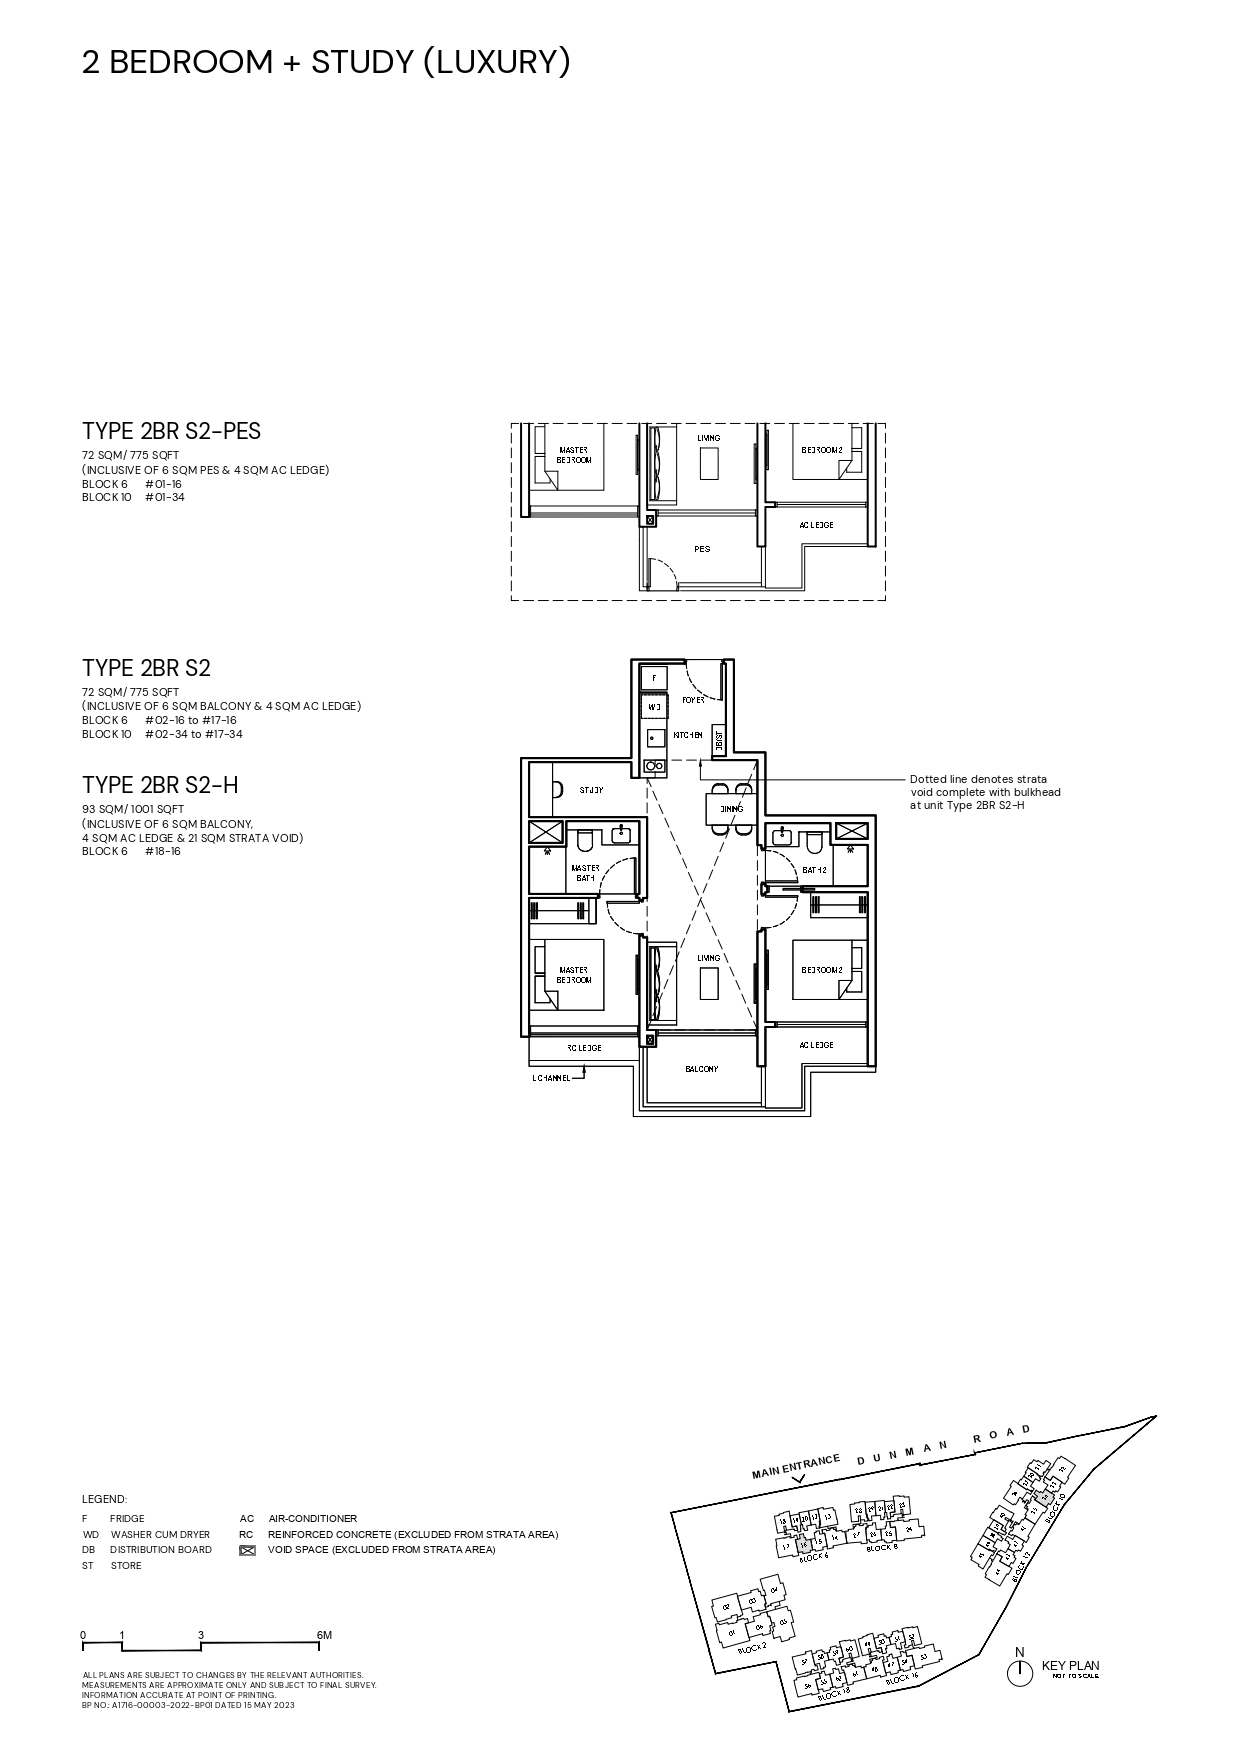 2 BEDROOM + STUDY (LUXURY)
TYPE 2BR S2-PES
72 SQM/ 775 SQFT
(INCLUSIVE OF 6 SQM PES & 4 SQM AC LEDGE)
BLOCK 6 #01-16
BLOCK 10 #01-34
LIVING
MASTER
BEDROOM
BEDROOM 2
AC LEDGE
PES
TYPE 2BR S2
72 SQM/ 775 SQFT
(INCLUSIVE OF 6 SQM BALCONY & 4 SQM AC LEDGE)
BLOCK 6 #02-16 to #17-16
BLOCK 10 #02-34 to #17-34
TYPE 2BR S2-H
93 SQM/ 1001 SQFT
(INCLUSIVE OF 6 SQM BALCONY,
4 SQM AC LEDGE & 21 SQM STRATA VOID)
BLOCK 6 #18-16
F
FOYER
WD
KITCHEN
DB/ST
STUDY
DINING
Dotted line denotes strata
void complete with bulkhead
at unit Type 2BR S2-H
MASTER
BATH
BATH 2
LIVING
MASTER
BEDROOM
BEDROOM 2
RC LEDGE
AC LEDGE
BALCONY
L CHANNEL
LEGEND:
F FRIDGE
WD WASHER CUM DRYER
DB DISTRIBUTION BOARD
ST STORE
AC AIR-CONDITIONER
RC REINFORCED CONCRETE (EXCLUDED FROM STRATA AREA)
VOID SPACE (EXCLUDED FROM STRATA AREA)
0 1 3 6M
ALL PLANS ARE SUBJECT TO CHANGES BY THE RELEVANT AUTHORITIES.
MEASUREMENTS ARE APPROXIMATE ONLY AND SUBJECT TO FINAL SURVEY.
INFORMATION ACCURATE AT POINT OF PRINTING.
BP NO.: A1716-00003-2022-BP01 DATED 15 MAY 2023
MAIN ENTRANCE
DUNMAN ROAD
BLOCK 6
BLOCK 8
BLOCK 10
BLOCK 12
BLOCK 2
BLOCK 18
BLOCK 16
N
KEY PLAN
NOT TO SCALE